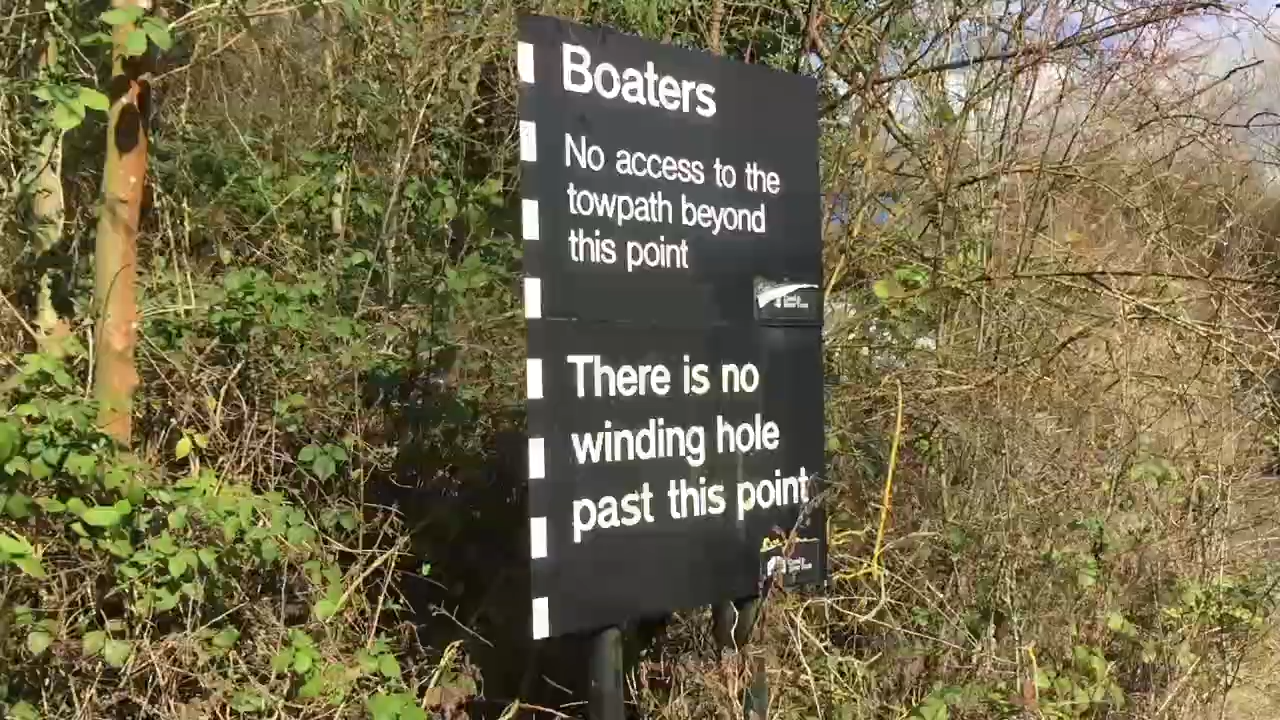 Boaters
No access to the
towpath beyond
this point
There is no
winding hole
past this point